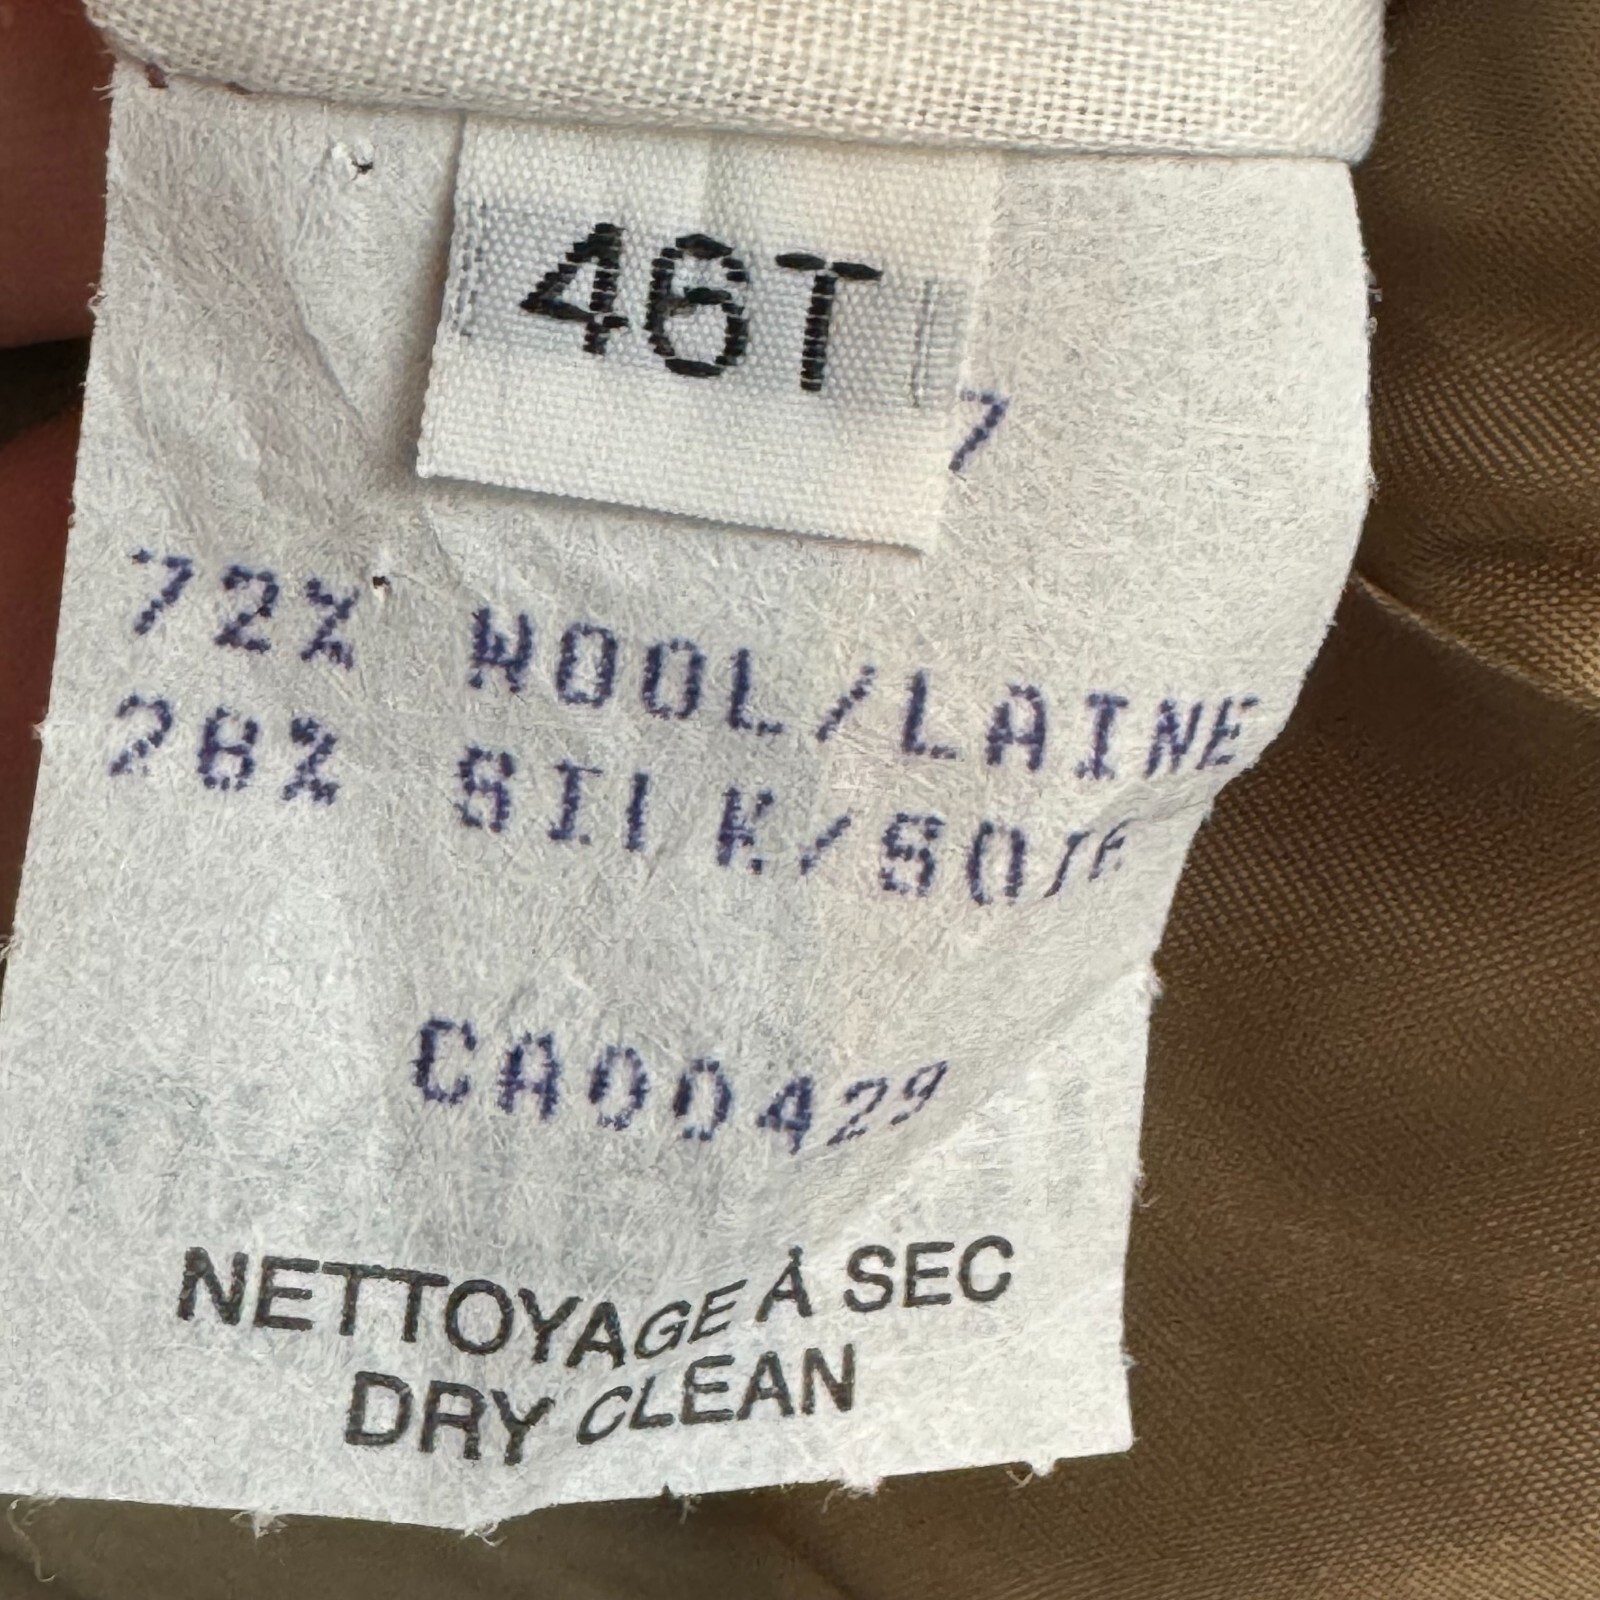 46T
7
72% WOOL/LAINE
28% SILK/SOIE
CA00429
NETTOYAGE À SEC
DRY CLEAN